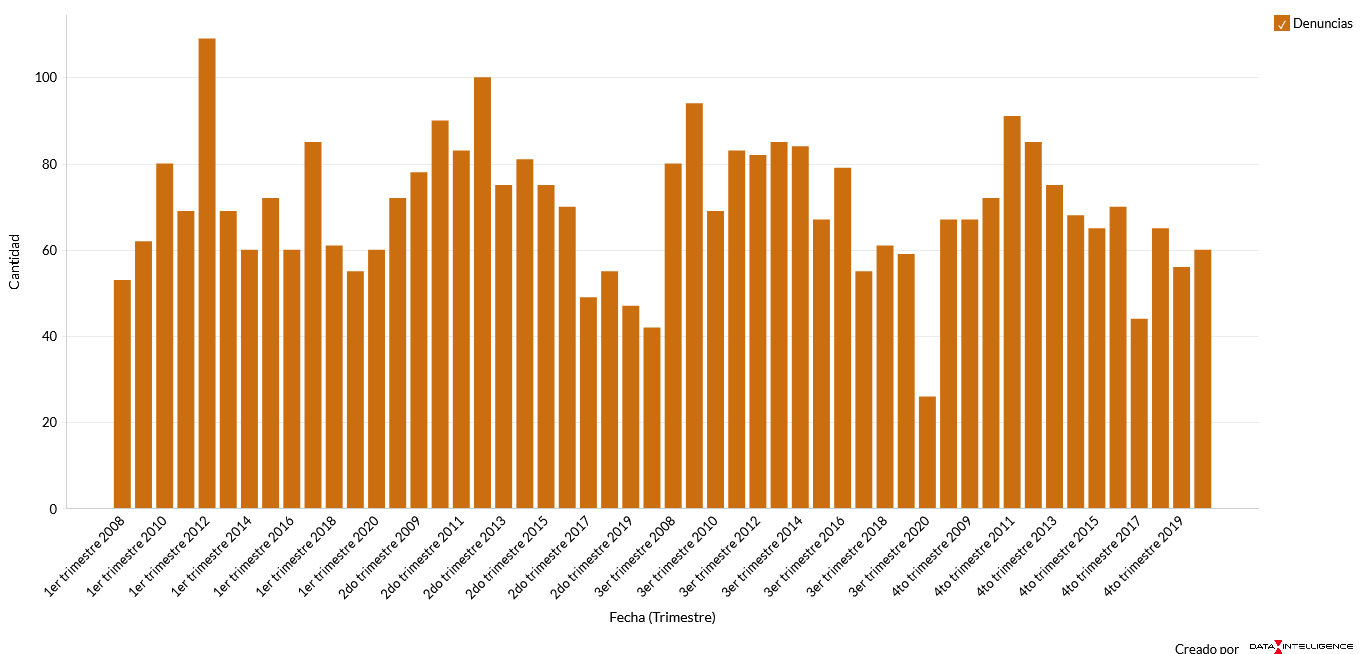 Denuncias
Cantidad
100
80
60
40
20
0
1er trimestre 2008
1er trimestre 2010
1er trimestre 2012
1er trimestre 2014
1er trimestre 2016
1er trimestre 2018
1er trimestre 2020
2do trimestre 2009
2do trimestre 2011
2do trimestre 2013
2do trimestre 2015
2do trimestre 2017
2do trimestre 2019
3er trimestre 2008
3er trimestre 2010
3er trimestre 2012
3er trimestre 2014
3er trimestre 2016
3er trimestre 2018
3er trimestre 2020
4to trimestre 2009
4to trimestre 2011
4to trimestre 2013
4to trimestre 2015
4to trimestre 2017
4to trimestre 2019
Fecha (Trimestre)
Creado por DATA INTELLIGENCE